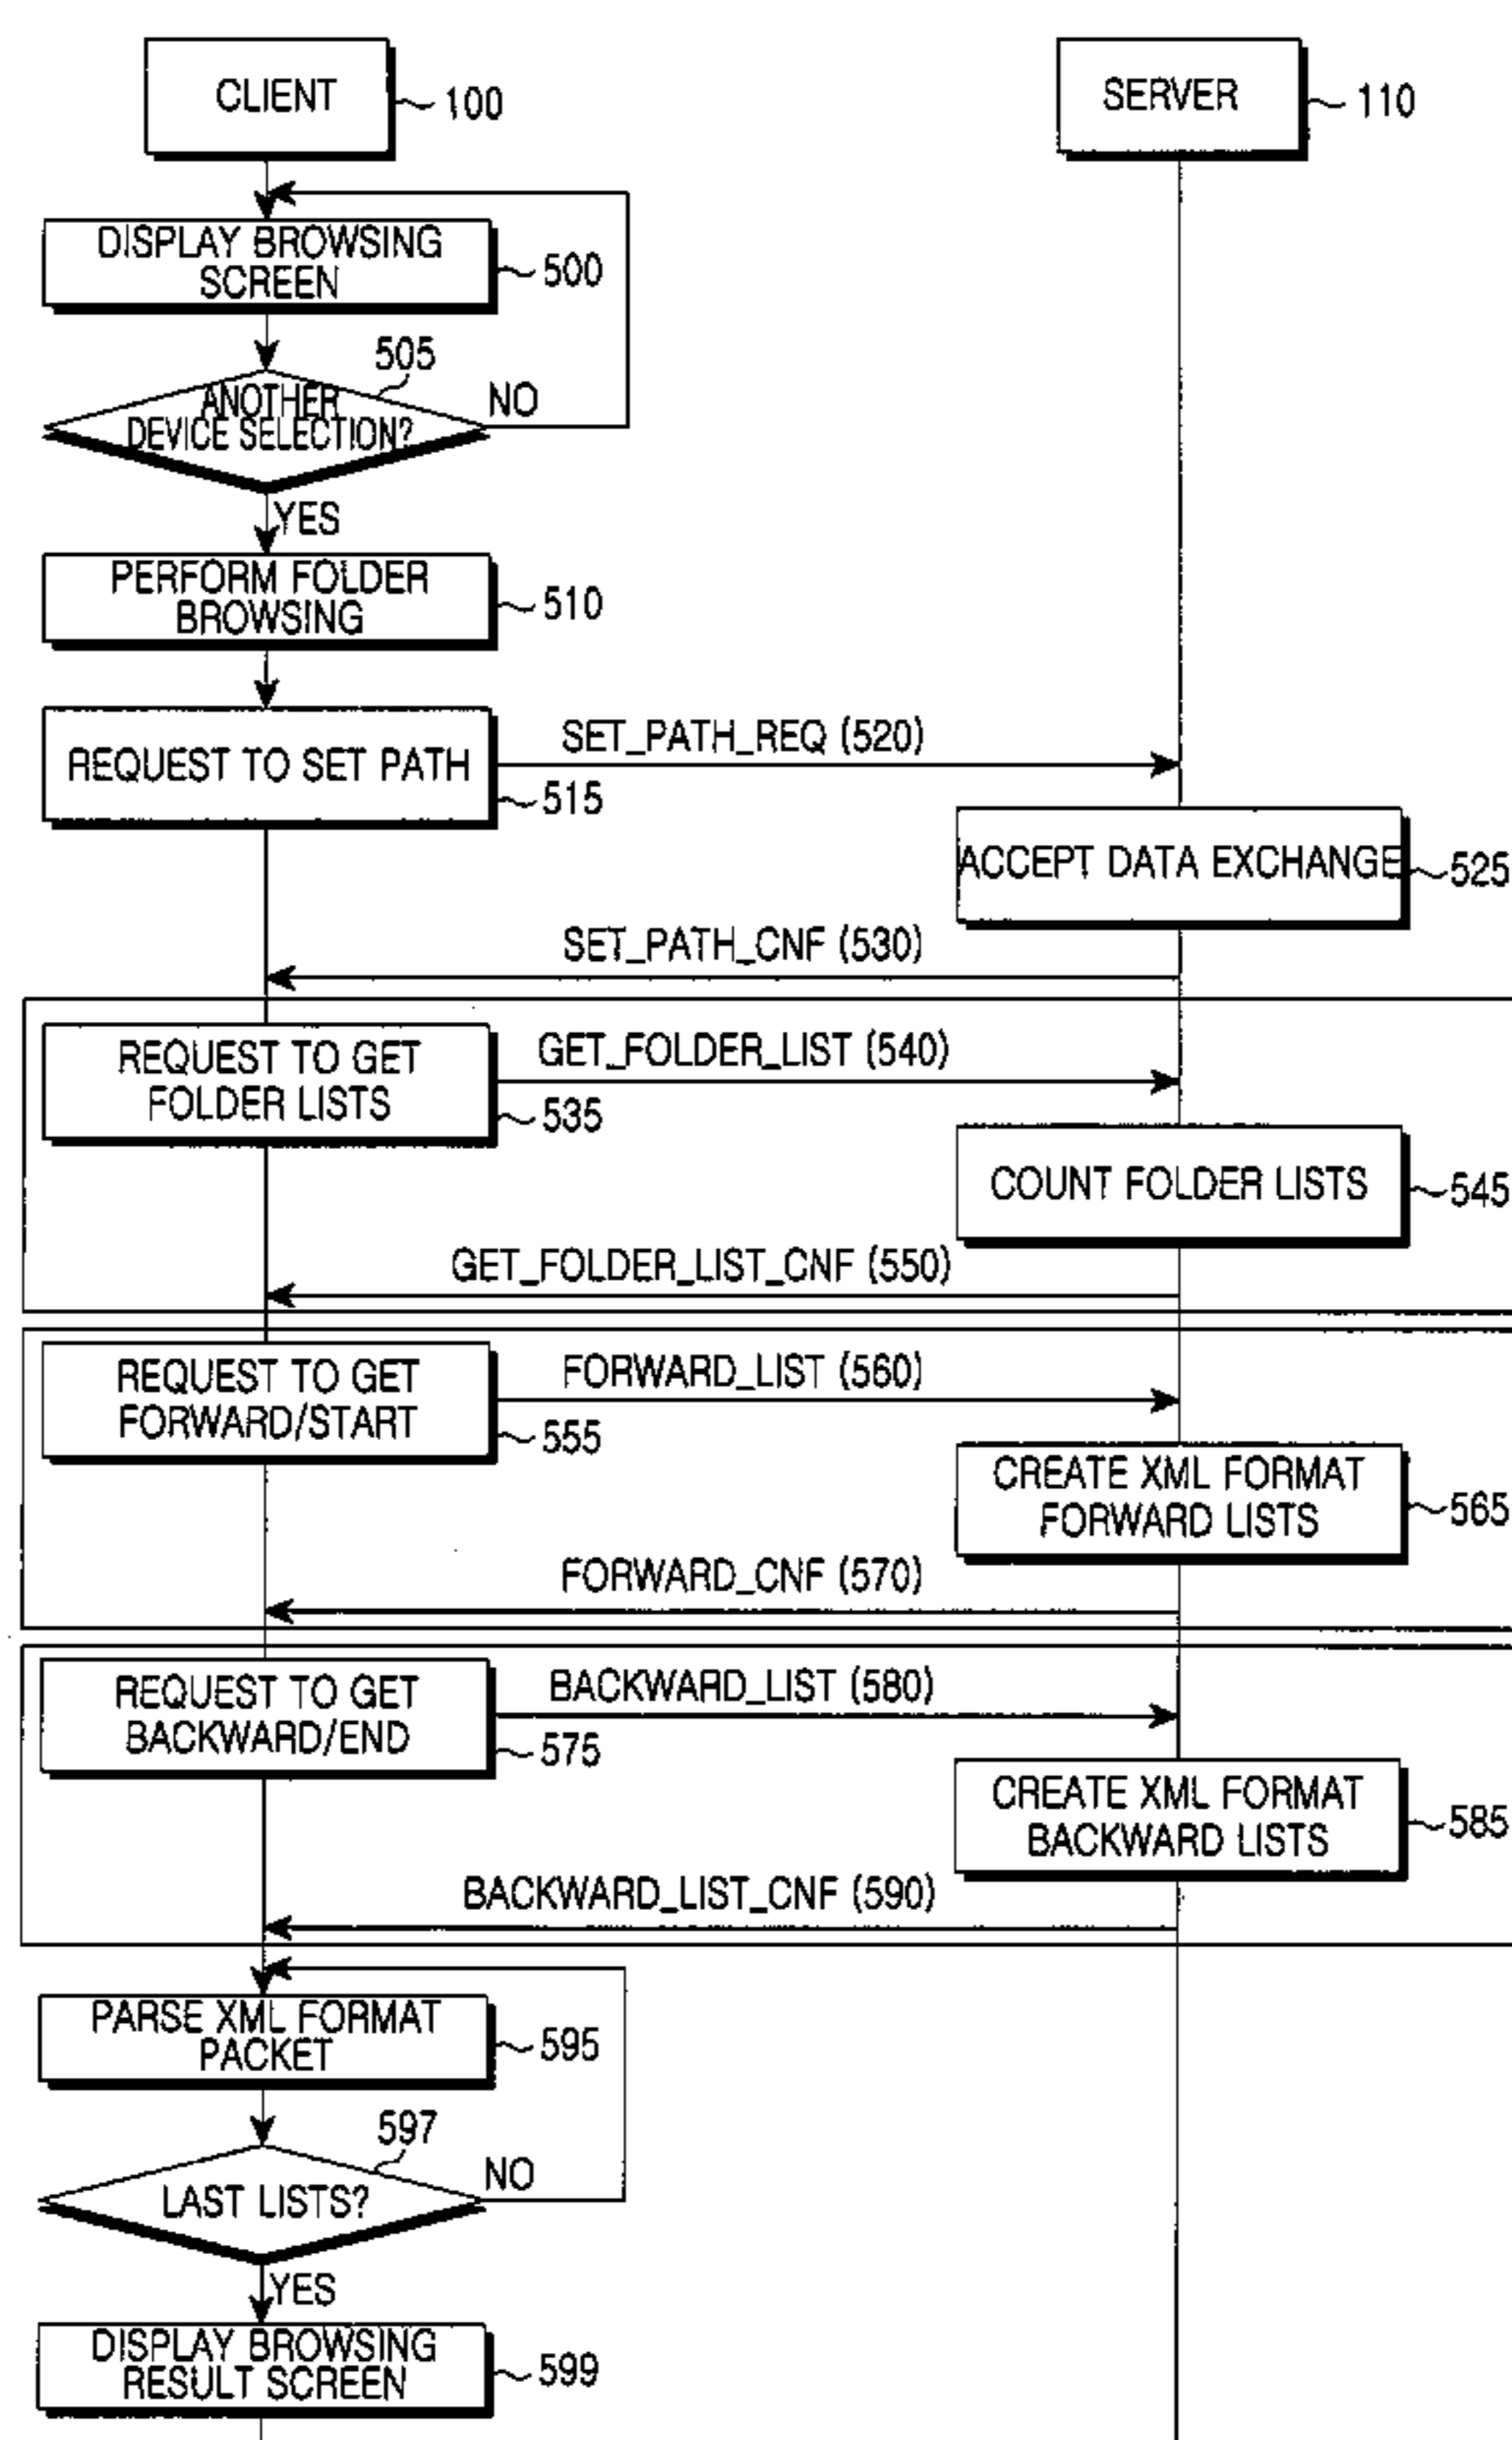 CLIENT
100
SERVER
110
DISPLAY BROWSING
SCREEN
500
505
ANOTHER
DEVICE SELECTION?
NO
YES
PERFORM FOLDER
BROWSING
510
REQUEST TO SET PATH
515
SET_PATH_REQ (520)
ACCEPT DATA EXCHANGE
525
SET_PATH_CNF (530)
REQUEST TO GET
FOLDER LISTS
535
GET_FOLDER_LIST (540)
COUNT FOLDER LISTS
545
GET_FOLDER_LIST_CNF (550)
REQUEST TO GET
FORWARD/START
555
FORWARD_LIST (560)
CREATE XML FORMAT
FORWARD LISTS
565
FORWARD_CNF (570)
REQUEST TO GET
BACKWARD/END
575
BACKWARD_LIST (580)
CREATE XML FORMAT
BACKWARD LISTS
585
BACKWARD_LIST_CNF (590)
PARSE XML FORMAT
PACKET
595
597
LAST LISTS?
NO
YES
DISPLAY BROWSING
RESULT SCREEN
599